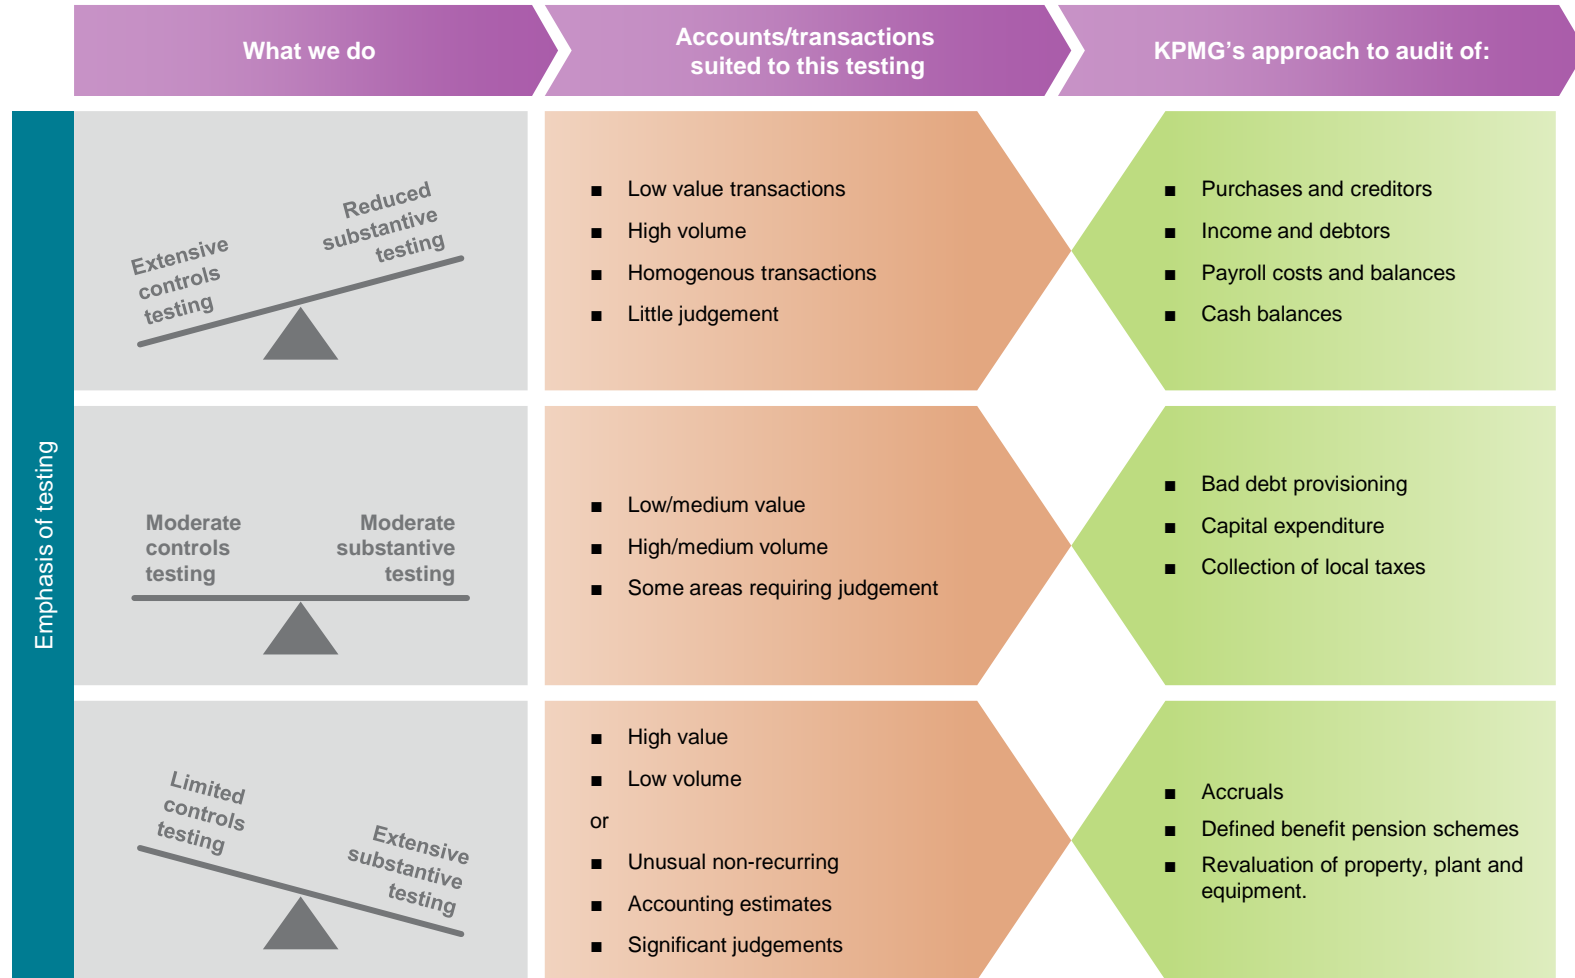 What we do
Accounts/transactions
suited to this testing
KPMG's approach to audit of:
Emphasis of testing
Extensive
controls
testing
Reduced
substantive
testing
■ Low value transactions
■ High volume
■ Homogenous transactions
■ Little judgement
■ Purchases and creditors
■ Income and debtors
■ Payroll costs and balances
■ Cash balances
Moderate
controls
testing
Moderate
substantive
testing
■ Low/medium value
■ High/medium volume
■ Some areas requiring judgement
■ Bad debt provisioning
■ Capital expenditure
■ Collection of local taxes
Limited
controls
testing
Extensive
substantive
testing
■ High value
■ Low volume
or
■ Unusual non-recurring
■ Accounting estimates
■ Significant judgements
■ Accruals
■ Defined benefit pension schemes
■ Revaluation of property, plant and
equipment.